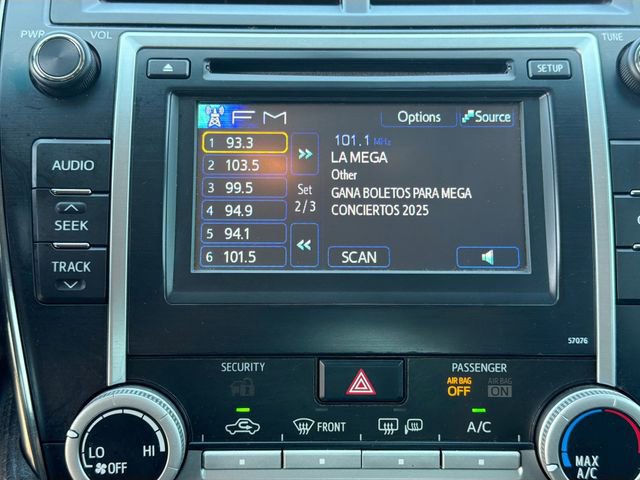 PWR VOL
TUNE
SETUP
FM
Options
Source
1 93.3
2 103.5
3 99.5
4 94.9
5 94.1
6 101.5
Set
2/3
101.1 MHz
LA MEGA
Other
GANA BOLETOS PARA MEGA
CONCIERTOS 2025
SCAN
AUDIO
SEEK
TRACK
57076
SECURITY
PASSENGER
AIR BAG
OFF
AIR BAG
ON
FRONT
A/C
LO HI
OFF
MAX
A/C